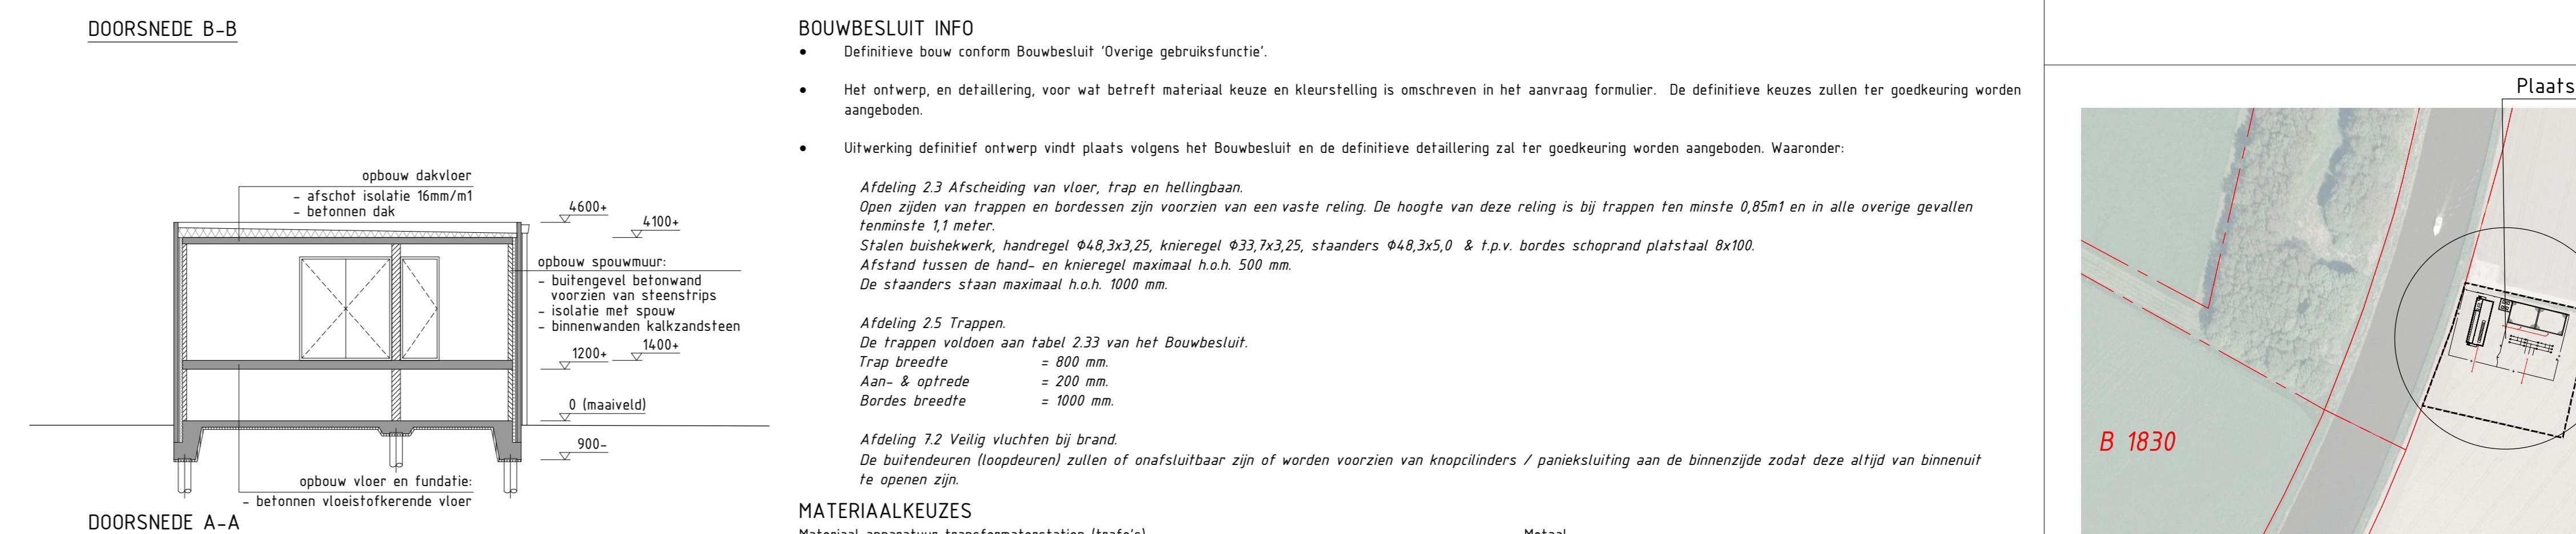 DOORSNEDE B-B
opbouw dakvloer
- afschot isolatie 16mm/m1
- betonnen dak
4600+
4100+
opbouw spouwmuur:
- buitengevel betonwand
voorzien van steenstrips
- isolatie met spouw
- binnenwanden kalkzandsteen
1200+
1400+
0 (maaiveld)
900-
opbouw vloer en fundatie:
- betonnen vloeistofkerende vloer
DOORSNEDE A-A
BOUWBESLUIT INFO
• Definitieve bouw conform Bouwbesluit 'Overige gebruiksfunctie'.
• Het ontwerp, en detaillering, voor wat betreft materiaal keuze en kleurstelling is omschreven in het aanvraag formulier. De definitieve keuzes zullen ter goedkeuring worden
aangeboden.
• Uitwerking definitief ontwerp vindt plaats volgens het Bouwbesluit en de definitieve detaillering zal ter goedkeuring worden aangeboden. Waaronder:
Afdeling 2.3 Afscheiding van vloer, trap en hellingbaan.
Open zijden van trappen en bordessen zijn voorzien van een vaste reling. De hoogte van deze reling is bij trappen ten minste 0,85m1 en in alle overige gevallen
tenminste 1,1 meter.
Stalen buishekwerk, handregel Φ48,3x3,25, knieregel Φ33,7x3,25, staanders Φ48,3x5,0 & t.p.v. bordes schoprand platstaal 8x100.
Afstand tussen de hand- en knieregel maximaal h.o.h. 500 mm.
De staanders staan maximaal h.o.h. 1000 mm.
Afdeling 2.5 Trappen.
De trappen voldoen aan tabel 2.33 van het Bouwbesluit.
Trap breedte = 800 mm.
Aan- & optrede = 200 mm.
Bordes breedte = 1000 mm.
Afdeling 7.2 Veilig vluchten bij brand.
De buitendeuren (loopdeuren) zullen of onafsluitbaar zijn of worden voorzien van knopcilinders / panieksluiting aan de binnenzijde zodat deze altijd van binnenuit
te openen zijn.
MATERIAALKEUZES
Materiaal apparatuur transformatorstation (trafo's) Metaal
Plaats
B 1830